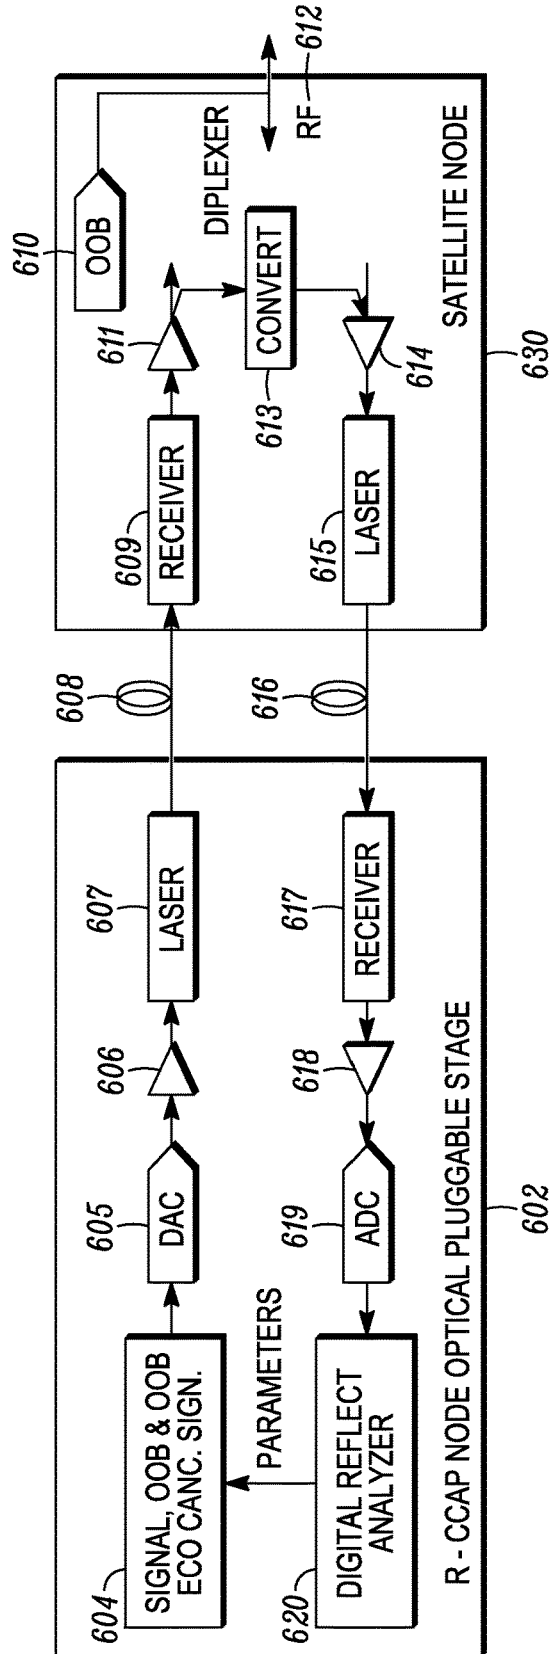 604
SIGNAL, OOB & OOB
ECO CANC. SIGN.
605
DAC
606
607
LASER
608
609
RECEIVER
611
610
OOB
DIPLEXER
RF
612
PARAMETERS
CONVERT
613
620
DIGITAL REFLECT
ANALYZER
619
ADC
618
617
RECEIVER
616
615
LASER
614
R - CCAP NODE OPTICAL PLUGGABLE STAGE
602
SATELLITE NODE
630